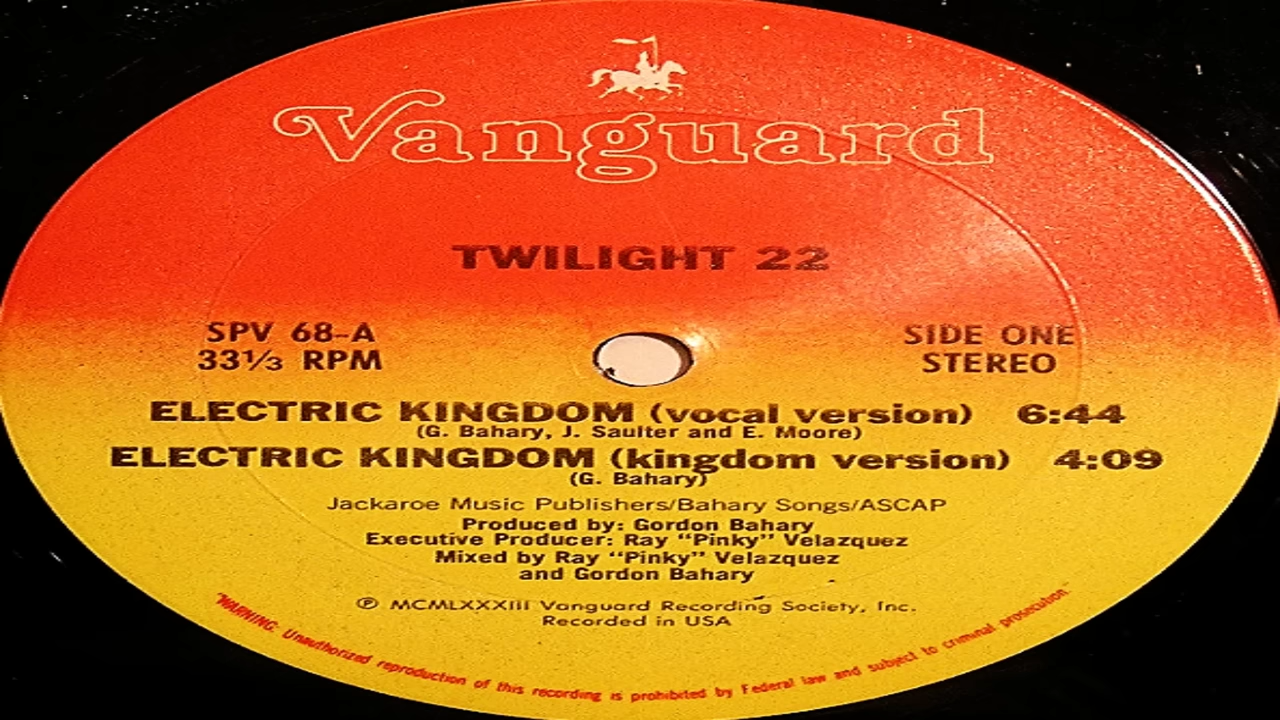 Vanguard
TWILIGHT 22
SPV 68-A
33⅓ RPM
SIDE ONE
STEREO
ELECTRIC KINGDOM (vocal version) 6:44
(G. Bahary, J. Saulter and E. Moore)
ELECTRIC KINGDOM (kingdom version) 4:09
(G. Bahary)
Jackaroe Music Publishers/Bahary Songs/ASCAP
Produced by: Gordon Bahary
Executive Producer: Ray "Pinky" Velazquez
Mixed by Ray "Pinky" Velazquez
and Gordon Bahary
℗ MCMLXXXIII Vanguard Recording Society, Inc.
Recorded in USA
"WARNING: Unauthorized reproduction of this recording is prohibited by Federal law and subject to criminal prosecution"